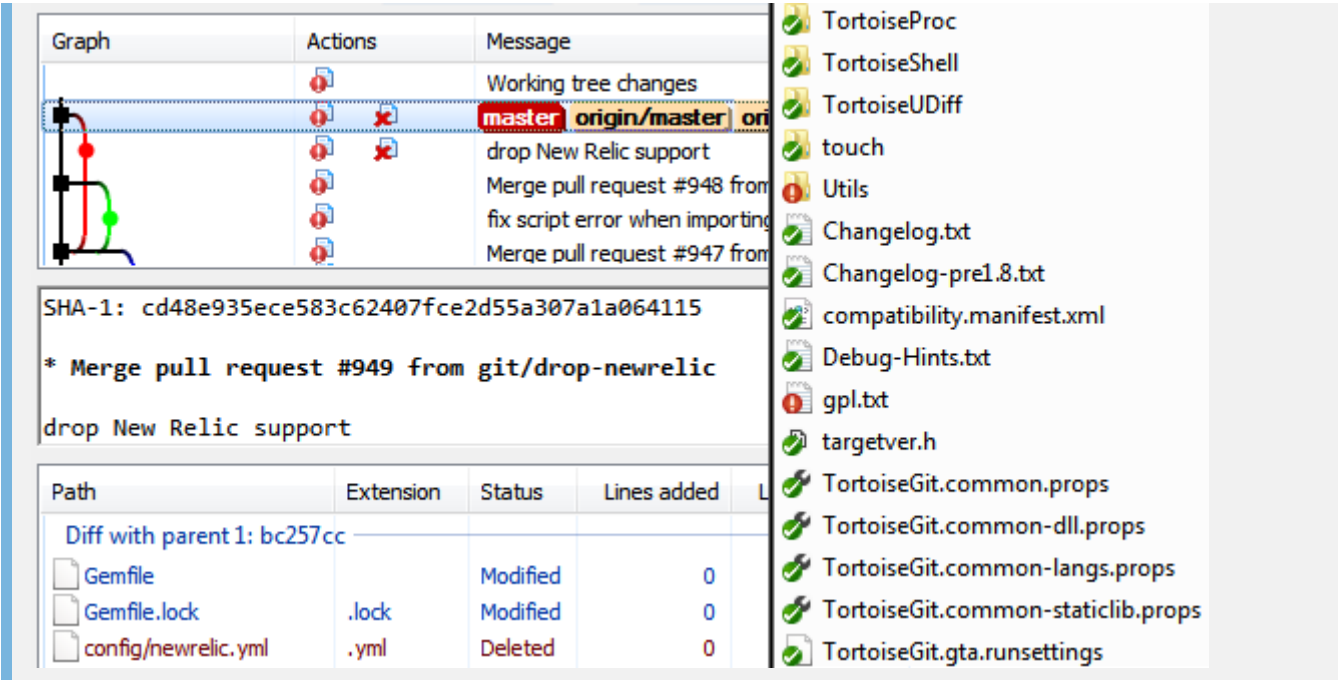 Graph Actions Message
Working tree changes
master origin/master ori
drop New Relic support
Merge pull request #948 from
fix script error when importing
Merge pull request #947 from
SHA-1: cd48e935ece583c62407fce2d55a307a1a064115
* Merge pull request #949 from git/drop-newrelic
drop New Relic support
Path Extension Status Lines added L
Diff with parent 1: bc257cc
Gemfile Modified 0
Gemfile.lock .lock Modified 0
config/newrelic.yml .yml Deleted 0
TortoiseProc
TortoiseShell
TortoiseUDiff
touch
Utils
Changelog.txt
Changelog-pre1.8.txt
compatibility.manifest.xml
Debug-Hints.txt
gpl.txt
targetver.h
TortoiseGit.common.props
TortoiseGit.common-dll.props
TortoiseGit.common-langs.props
TortoiseGit.common-staticlib.props
TortoiseGit.gta.runsettings